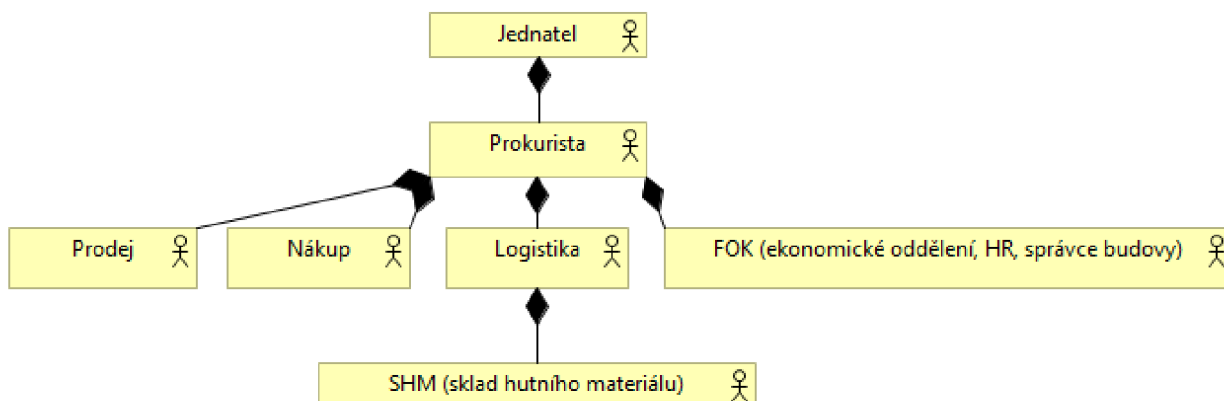 Jednatel
Prokurista
Prodej
Nákup
Logistika
FOK (ekonomické oddělení, HR, správce budovy)
SHM (sklad hutního materiálu)